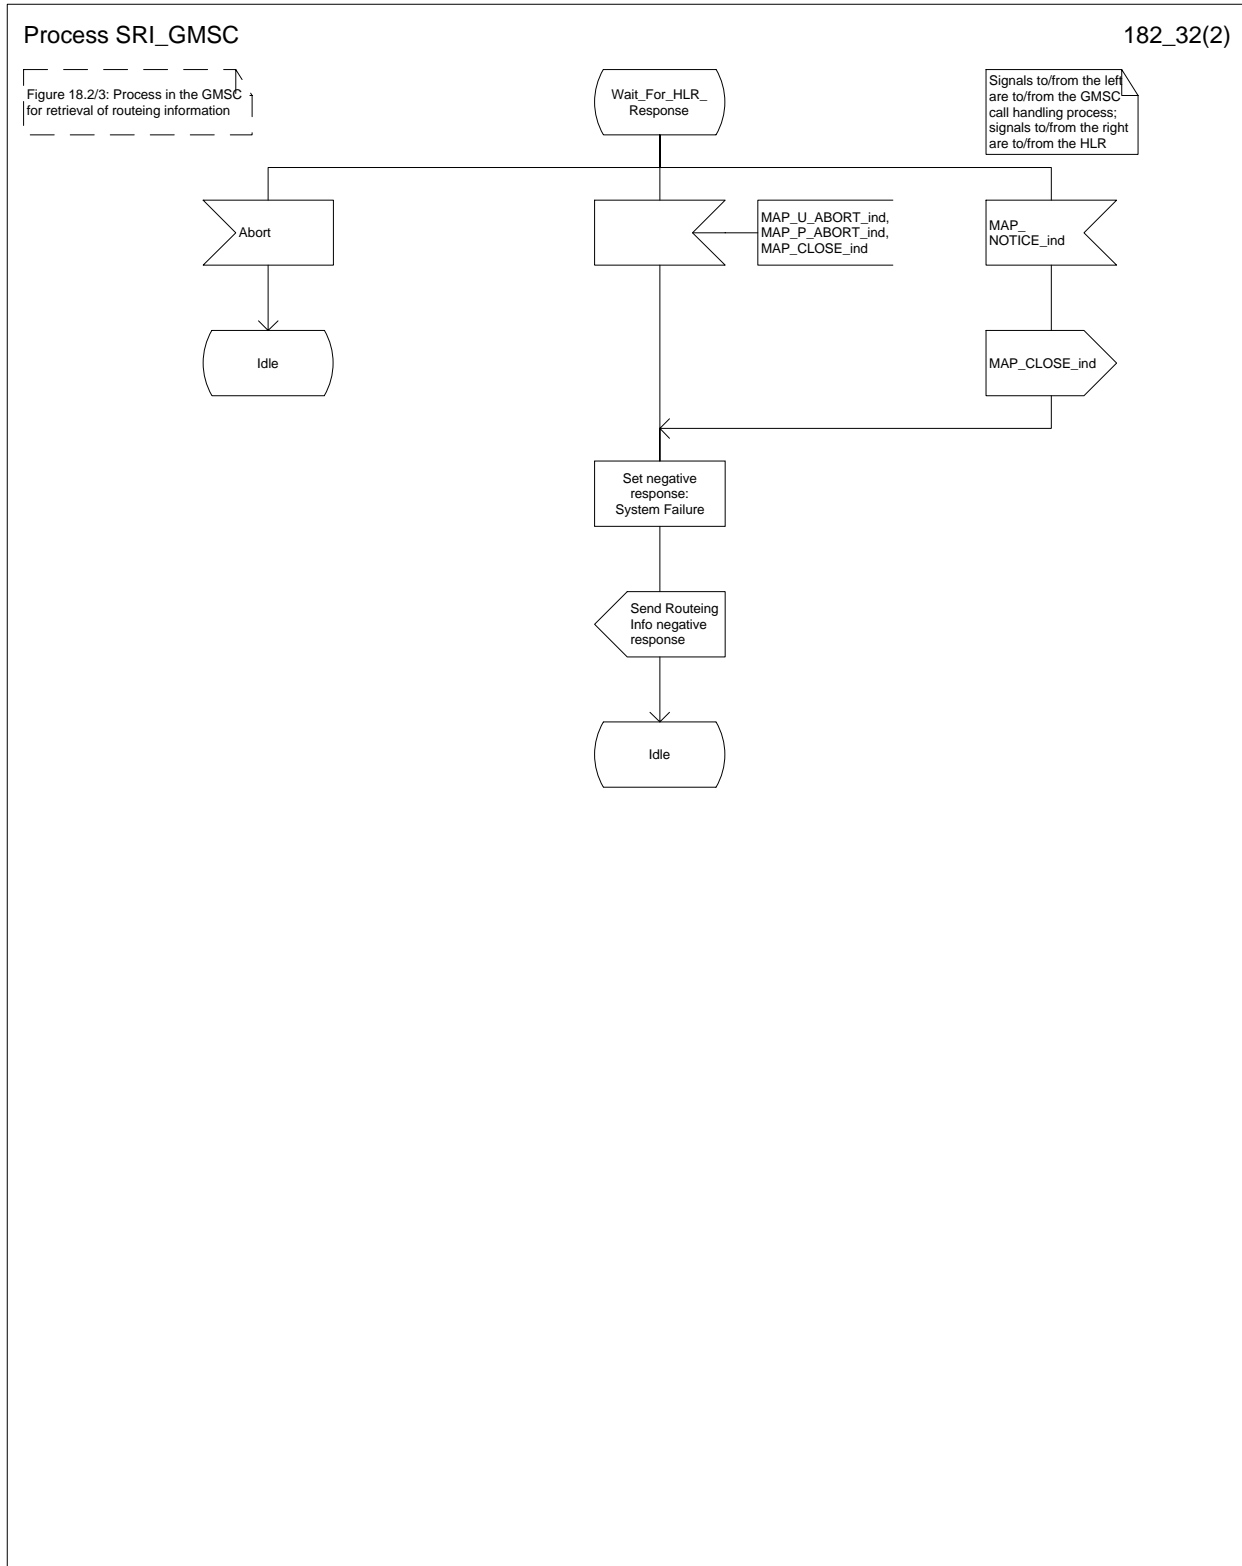 Process SRI_GMSC
182_32(2)
Figure 18.2/3: Process in the GMSC
for retrieval of routeing information
Wait_For_HLR_
Response
Signals to/from the left
are to/from the GMSC
call handling process;
signals to/from the right
are to/from the HLR
Abort
MAP_U_ABORT_ind,
MAP_P_ABORT_ind,
MAP_CLOSE_ind
MAP_
NOTICE_ind
Idle
MAP_CLOSE_ind
Set negative
response:
System Failure
Send Routeing
Info negative
response
Idle